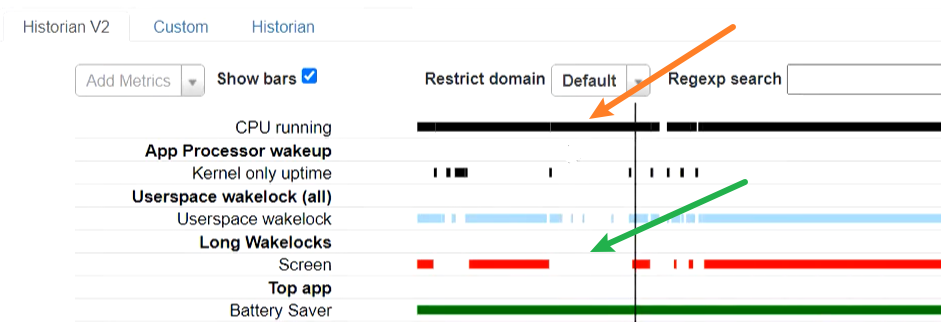 Historian V2 Custom Historian
Add Metrics Show bars Restrict domain Default Regexp search
CPU running
App Processor wakeup
Kernel only uptime
Userspace wakelock (all)
Userspace wakelock
Long Wakelocks
Screen
Top app
Battery Saver